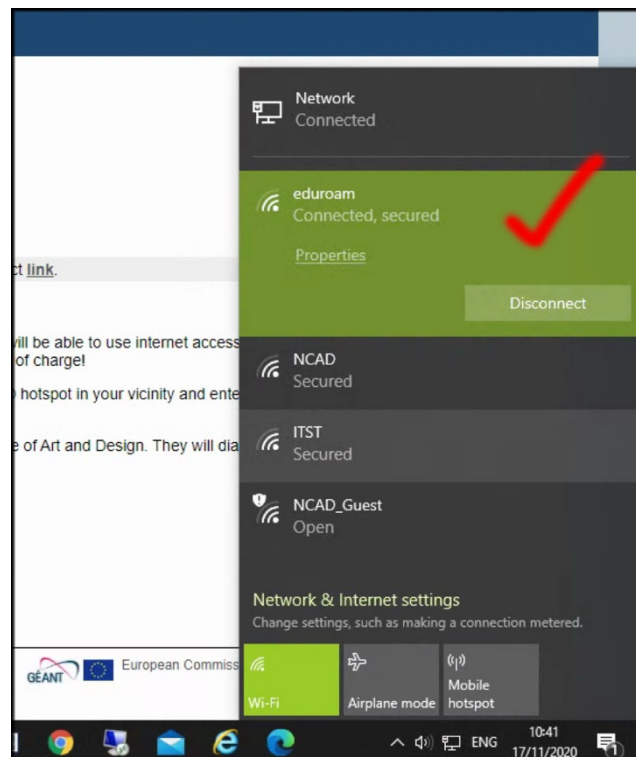 Network
Connected
eduroam
Connected, secured
Properties
Disconnect
ct link.
will be able to use internet access
of charge!
hotspot in your vicinity and ente
e of Art and Design. They will dia
NCAD
Secured
ITST
Secured
NCAD_Guest
Open
Network & Internet settings
Change settings, such as making a connection metered.
GÉANT
European Commiss
Wi-Fi
Airplane mode
Mobile
hotspot
ENG
10:41
17/11/2020
1